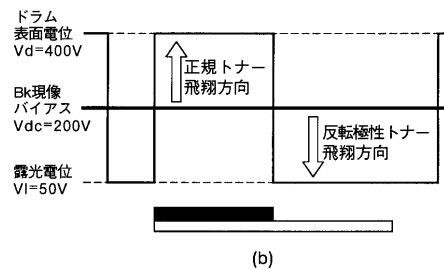 ドラム
表面電位
Vd=400V
正規トナー
飛翔方向
Bk現像
バイアス
Vdc=200V
反転極性トナー
飛翔方向
露光電位
Vl=50V
(b)